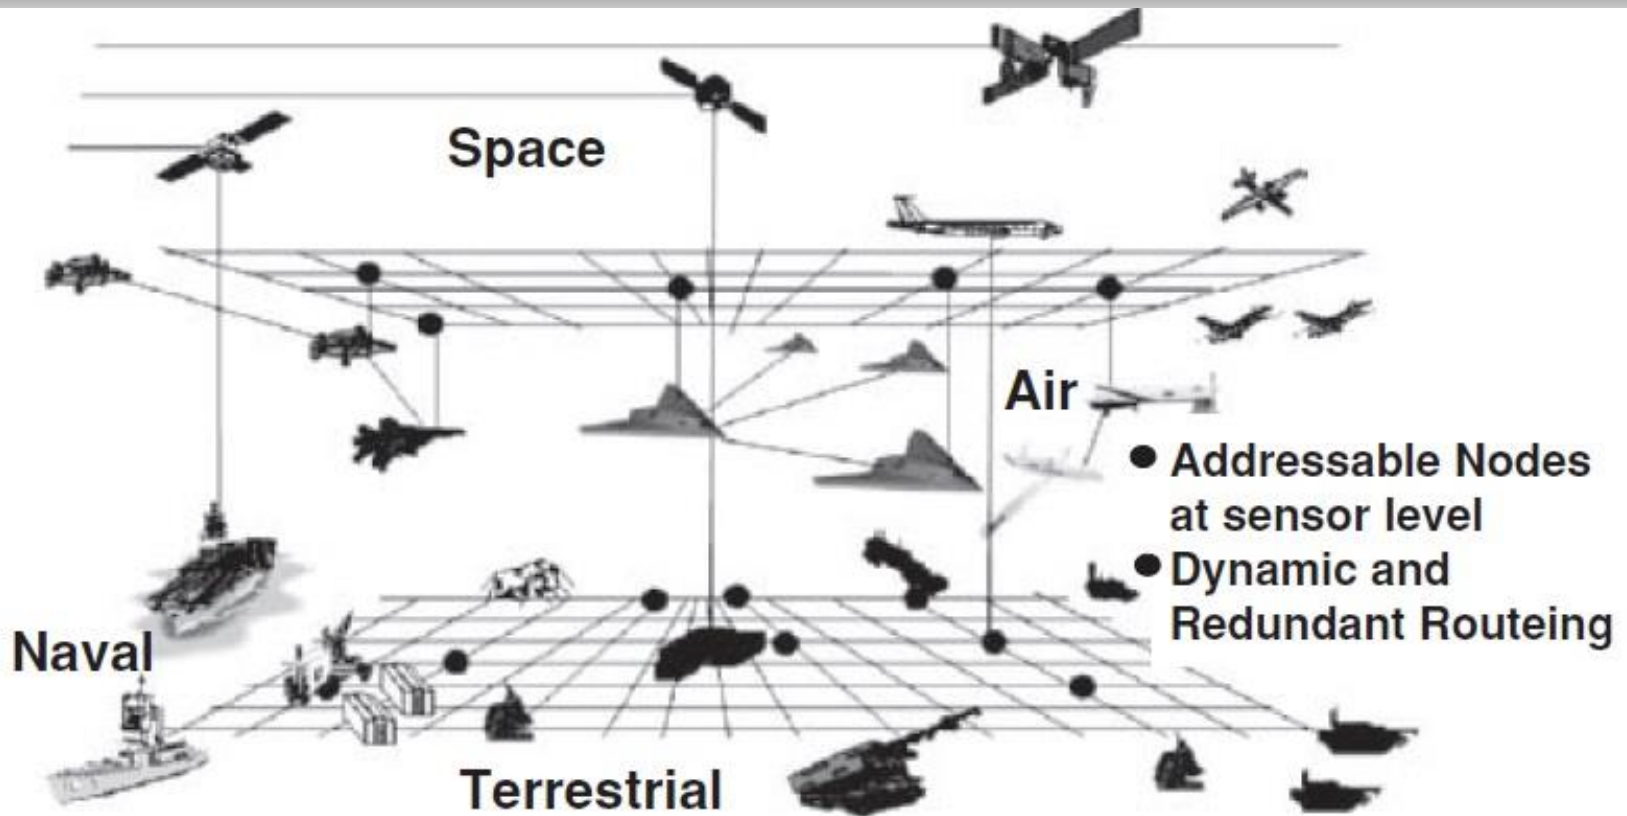 Space
Air
● Addressable Nodes
at sensor level
● Dynamic and
Redundant Routeing
Naval
Terrestrial